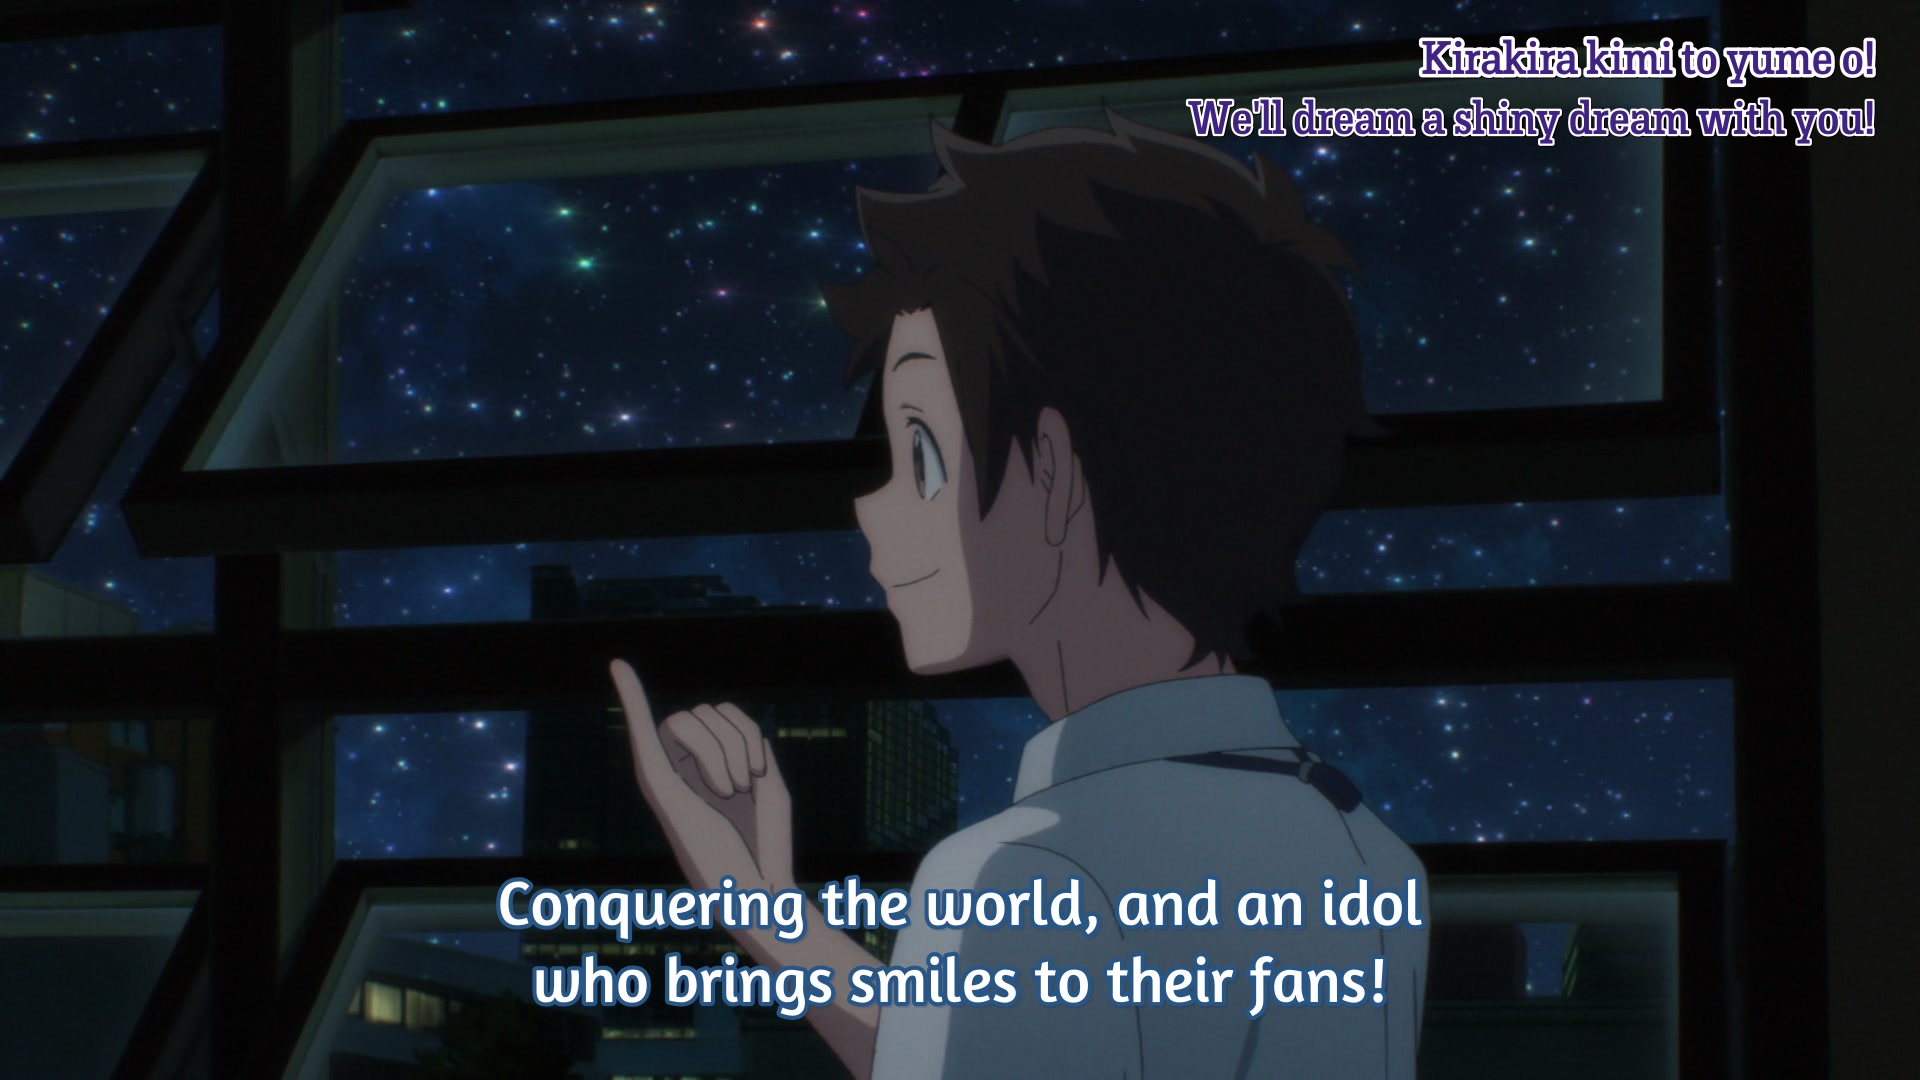 Kirakira kimi to yume o!
We'll dream a shiny dream with you!
Conquering the world, and an idol
who brings smiles to their fans!